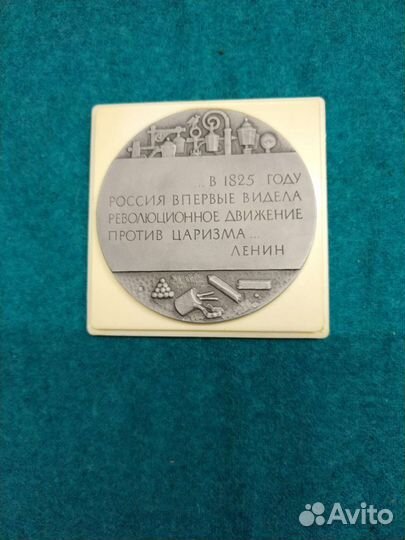 ... В 1825 ГОДУ
РОССИЯ ВПЕРВЫЕ ВИДЕЛА
РЕВОЛЮЦИОННОЕ ДВИЖЕНИЕ
ПРОТИВ ЦАРИЗМА ...
ЛЕНИН
Avito